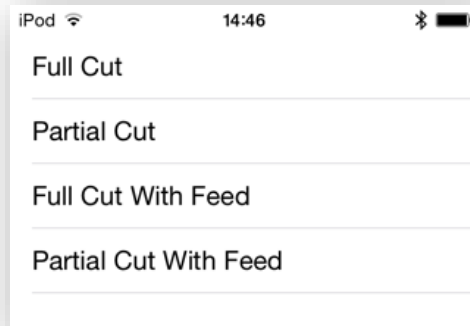 iPod 14:46
Full Cut
Partial Cut
Full Cut With Feed
Partial Cut With Feed